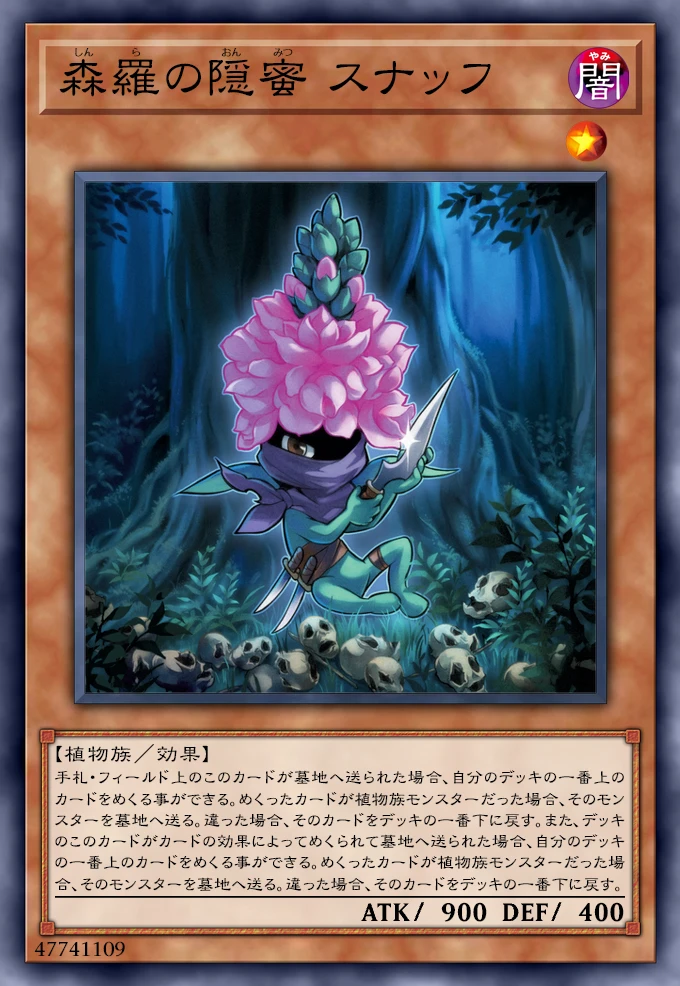 しん ら おん みつ
森羅の隠蜜 スナッフ
やみ
闇
【植物族／効果】
手札・フィールド上のこのカードが墓地へ送られた場合、自分のデッキの一番上の
カードをめくる事ができる。めくったカードが植物族モンスターだった場合、そのモン
スターを墓地へ送る。違った場合、そのカードをデッキの一番下に戻す。また、デッキ
のこのカードがカードの効果によってめくられて墓地へ送られた場合、自分のデッキ
の一番上のカードをめくる事ができる。めくったカードが植物族モンスターだった場
合、そのモンスターを墓地へ送る。違った場合、そのカードをデッキの一番下に戻す。
ATK/ 900 DEF/ 400
47741109